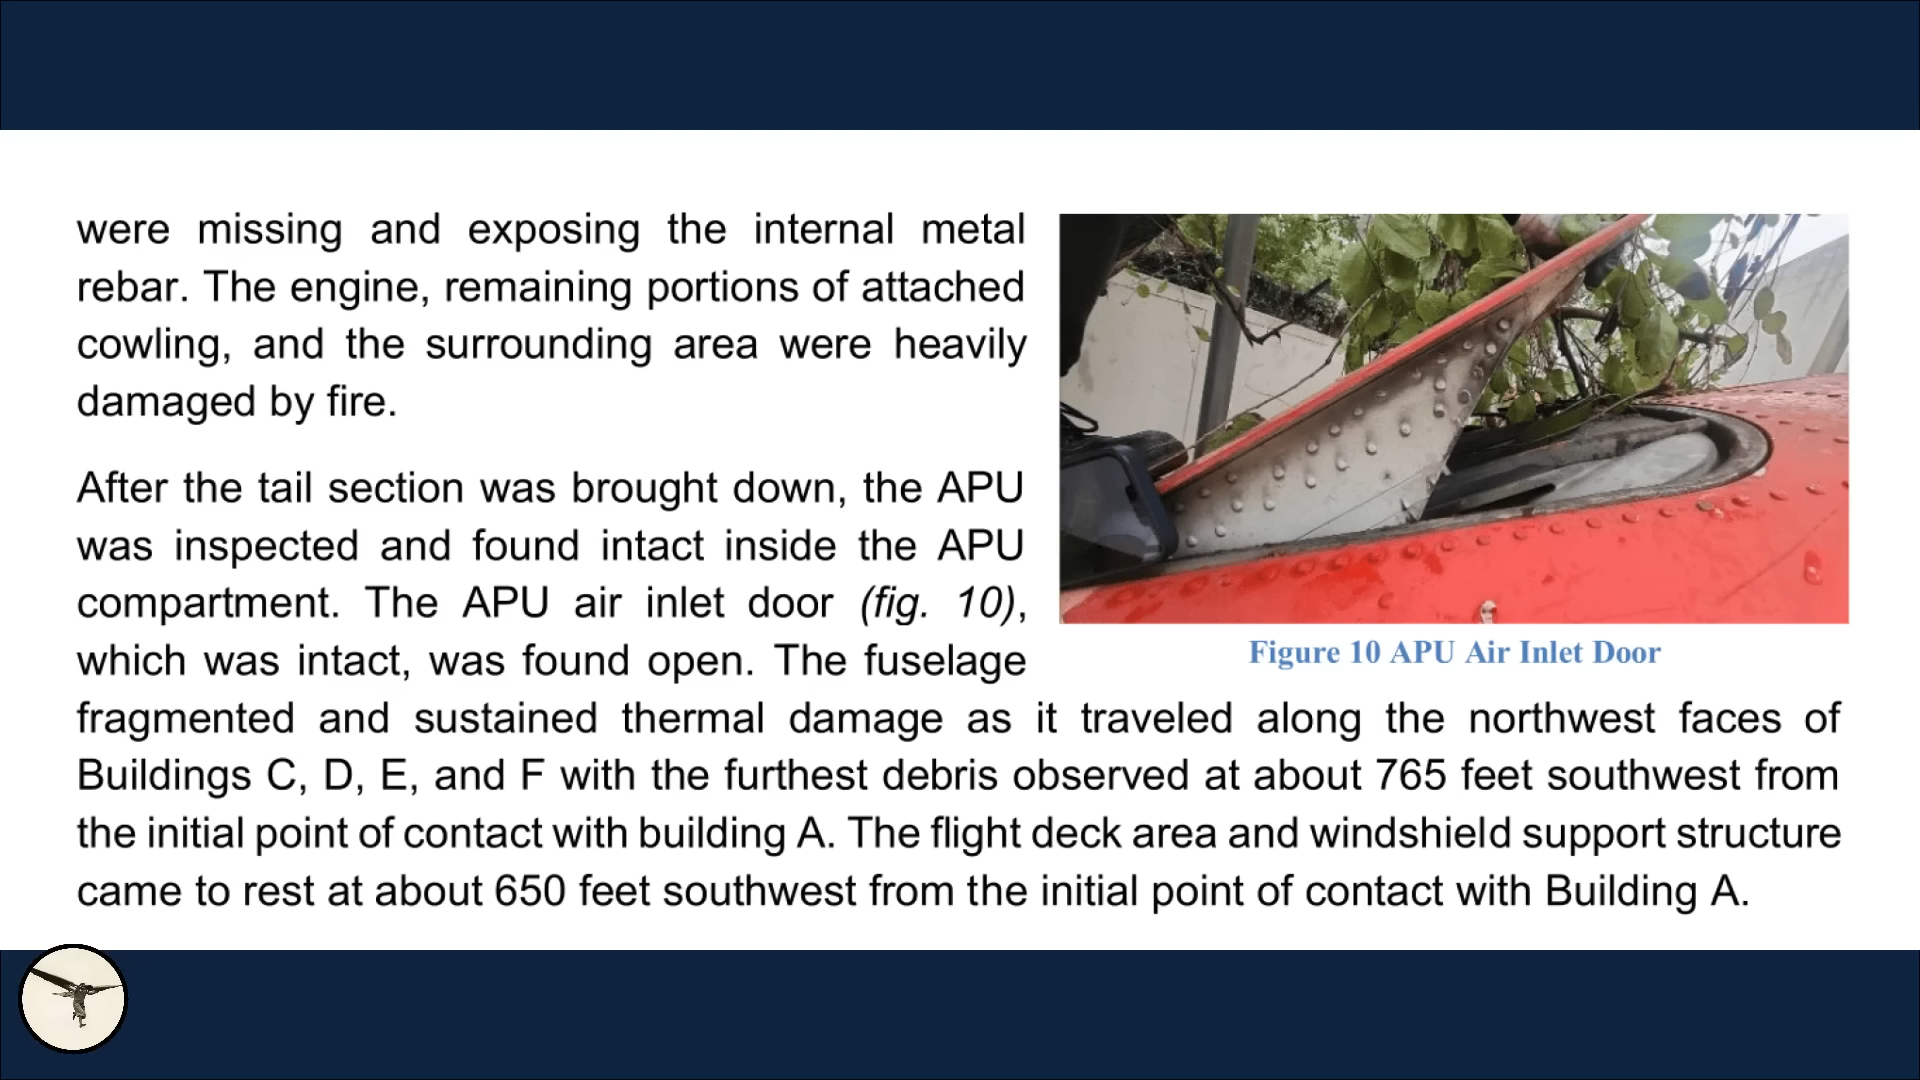 were missing and exposing the internal metal
rebar. The engine, remaining portions of attached
cowling, and the surrounding area were heavily
damaged by fire.
After the tail section was brought down, the APU
was inspected and found intact inside the APU
compartment. The APU air inlet door (fig. 10),
which was intact, was found open. The fuselage
fragmented and sustained thermal damage as it traveled along the northwest faces of
Buildings C, D, E, and F with the furthest debris observed at about 765 feet southwest from
the initial point of contact with building A. The flight deck area and windshield support structure
came to rest at about 650 feet southwest from the initial point of contact with Building A.
Figure 10 APU Air Inlet Door